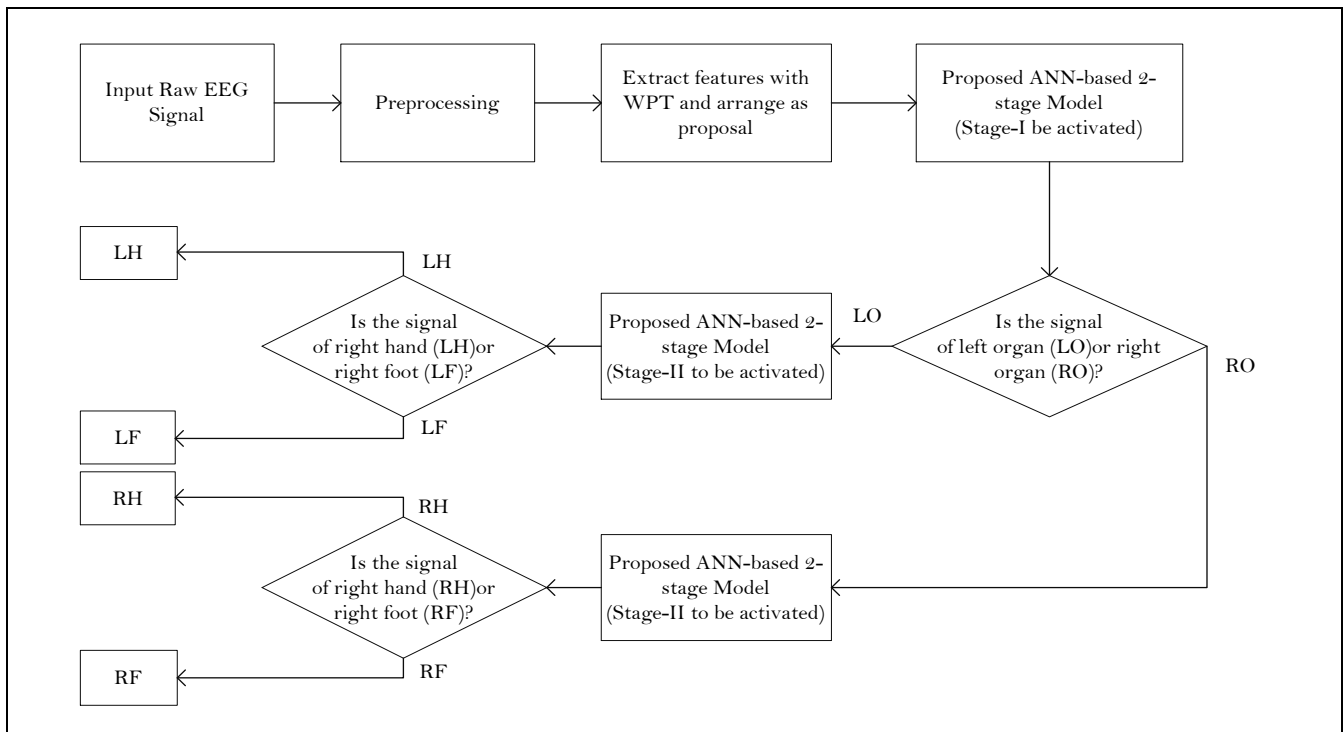 Input Raw EEG
Signal
Preprocessing
Extract features with
WPT and arrange as
proposal
Proposed ANN-based 2-
stage Model
(Stage-I be activated)
LH
LH
Is the signal
of right hand (LH)or
right foot (LF)?
LF
LF
Proposed ANN-based 2-
stage Model
(Stage-II to be activated)
LO
Is the signal
of left organ (LO)or right
organ (RO)?
RO
RH
RH
Is the signal
of right hand (RH)or
right foot (RF)?
RF
RF
Proposed ANN-based 2-
stage Model
(Stage-II to be activated)